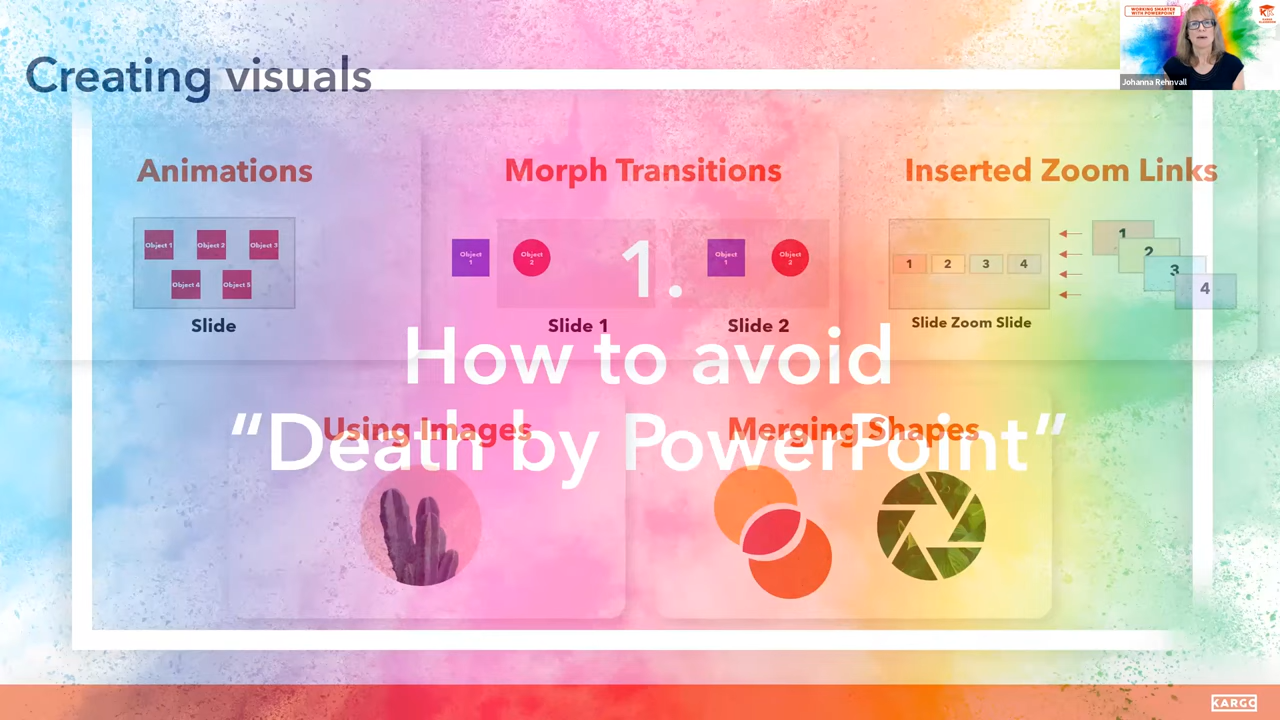 Creating visuals
WORKING SMARTER
WITH POWERPOINT
Johanna Rehnvall
Animations
Object 1
Object 2
Object 3
Object 4
Object 5
Slide
Morph Transitions
Object
1
Object
2
Slide 1
Object
1
Object
2
Slide 2
Inserted Zoom Links
1
2
3
4
1
2
3
4
Slide Zoom Slide
1.
How to avoid
“Death by PowerPoint”
Using Images
Merging Shapes
KARGO